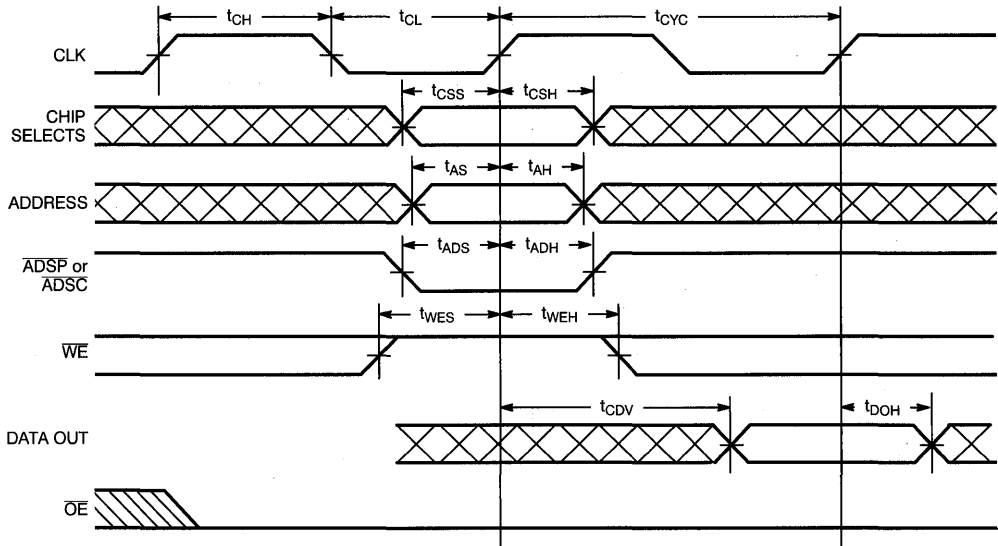 tCH tCL tCYC
CLK
tCSS tCSH
CHIP
SELECTS
tAS tAH
ADDRESS
tADS tADH
ADSP or
ADSC
tWES tWEH
WE
tCDV tDOH
DATA OUT
OE